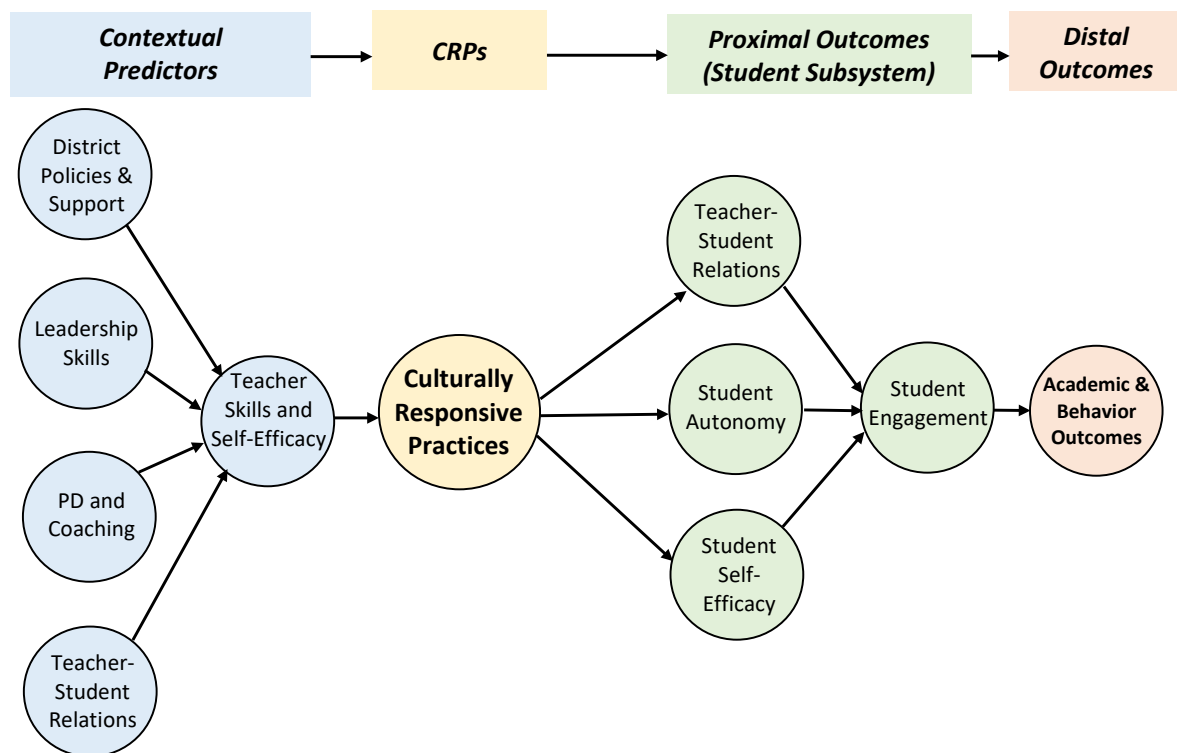 Contextual
Predictors
CRPs
Proximal Outcomes
(Student Subsystem)
Distal
Outcomes
District
Policies &
Support
Leadership
Skills
PD and
Coaching
Teacher-
Student
Relations
Teacher
Skills and
Self-Efficacy
Culturally
Responsive
Practices
Teacher-
Student
Relations
Student
Autonomy
Student
Self-
Efficacy
Student
Engagement
Academic &
Behavior
Outcomes